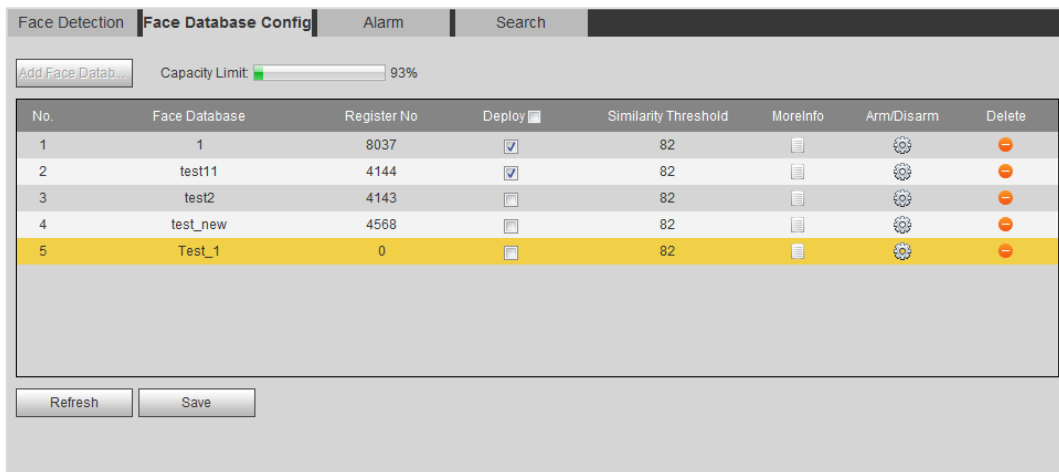 Face Detection Face Database Config Alarm Search
Add Face Datab... Capacity Limit: 93%
No. Face Database Register No Deploy Similarity Threshold MoreInfo Arm/Disarm Delete
1 1 8037 82
2 test11 4144 82
3 test2 4143 82
4 test_new 4568 82
5 Test_1 0 82
Refresh Save